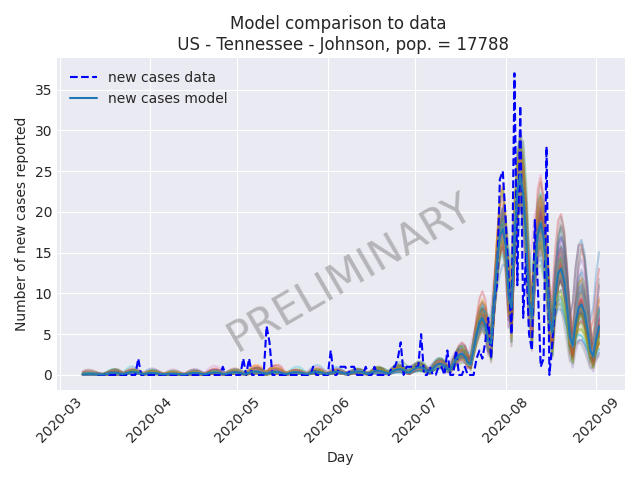 Model comparison to data
US - Tennessee - Johnson, pop. = 17788
new cases data
new cases model
Number of new cases reported
35
30
25
20
15
10
5
0
PRELIMINARY
2020-03
2020-04
2020-05
2020-06
2020-07
2020-08
2020-09
Day